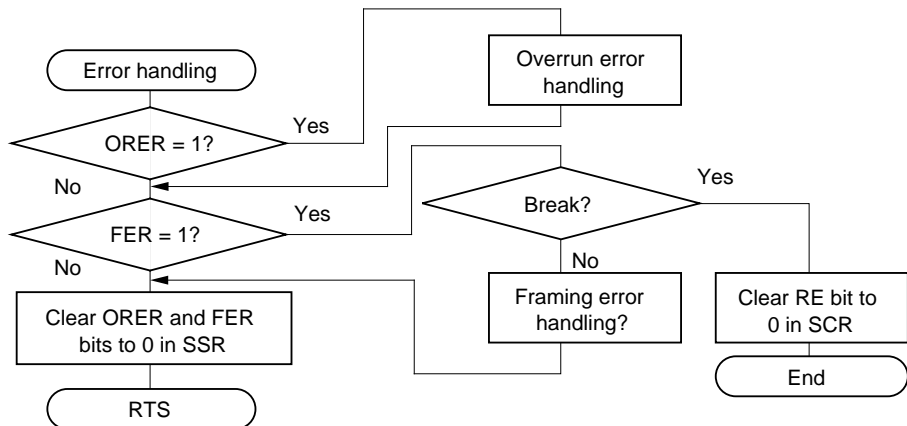 Error handling
Overrun error
handling
ORER = 1?
Yes
No
FER = 1?
Yes
No
Break?
Yes
No
Clear ORER and FER
bits to 0 in SSR
Framing error
handling?
Clear RE bit to
0 in SCR
RTS
End